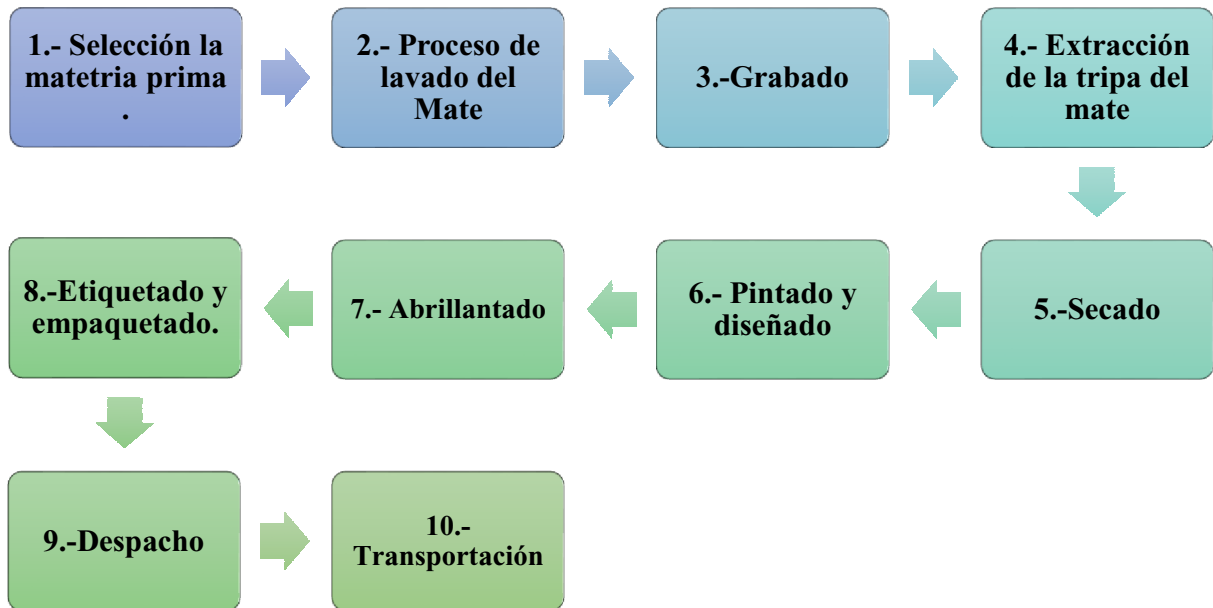 1.- Selección la
matetria prima
.
2.- Proceso de
lavado del
Mate
3.-Grabado
4.- Extracción
de la tripa del
mate
5.-Secado
6.- Pintado y
diseñado
7.- Abrillantado
8.-Etiquetado y
empaquetado.
9.-Despacho
10.-
Transportación